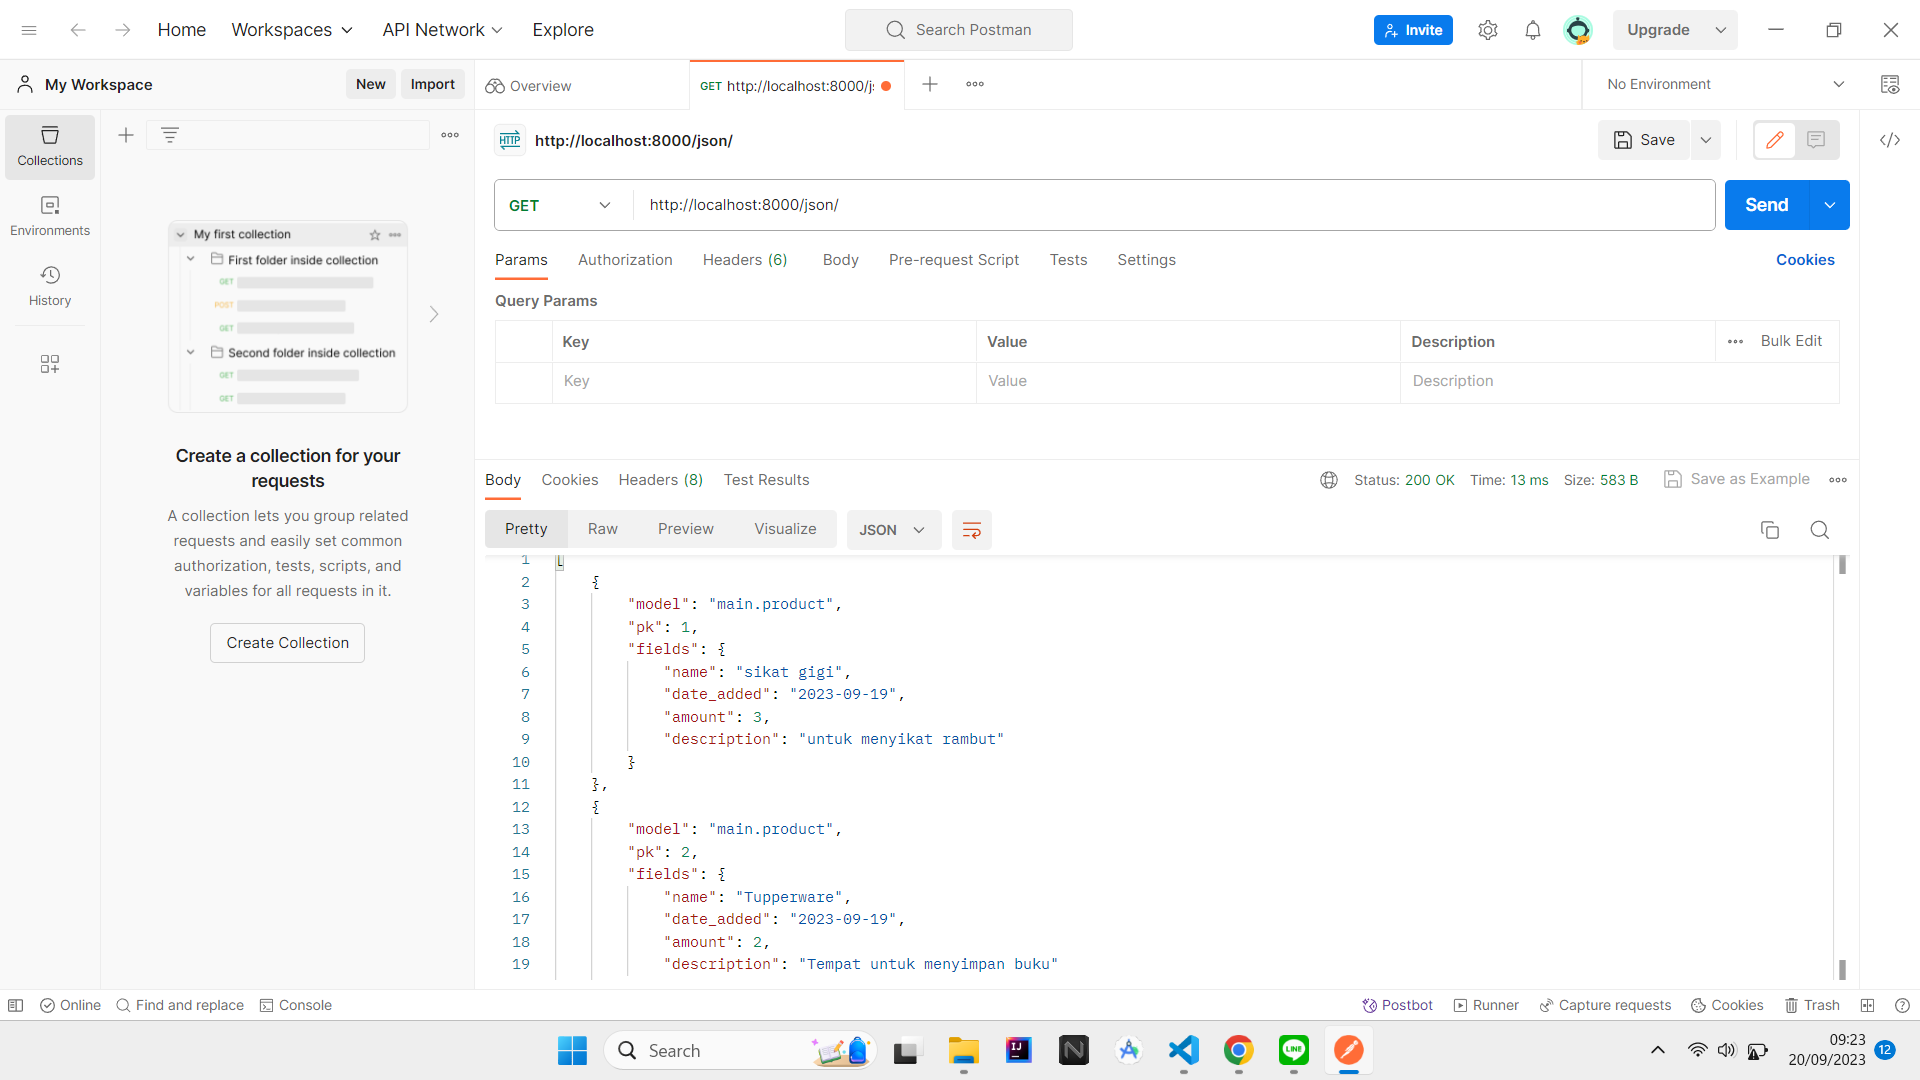 Home
Workspaces
API Network
Explore
Search Postman
Invite
Upgrade
My Workspace
New
Import
Overview
GET http://localhost:8000/js
No Environment
Collections
Environments
History
My first collection
First folder inside collection
GET
POST
GET
Second folder inside collection
GET
GET
Create a collection for your
requests
A collection lets you group related
requests and easily set common
authorization, tests, scripts, and
variables for all requests in it.
Create Collection
HTTP http://localhost:8000/json/
Save
GET
http://localhost:8000/json/
Send
Params
Authorization
Headers (6)
Body
Pre-request Script
Tests
Settings
Cookies
Query Params
Key
Value
Description
Bulk Edit
Key
Value
Description
Body
Cookies
Headers (8)
Test Results
Status: 200 OK
Time: 13 ms
Size: 583 B
Save as Example
Pretty
Raw
Preview
Visualize
JSON
1 [
2 {
3 "model": "main.product",
4 "pk": 1,
5 "fields": {
6 "name": "sikat gigi",
7 "date_added": "2023-09-19",
8 "amount": 3,
9 "description": "untuk menyikat rambut"
10 }
11 },
12 {
13 "model": "main.product",
14 "pk": 2,
15 "fields": {
16 "name": "Tupperware",
17 "date_added": "2023-09-19",
18 "amount": 2,
19 "description": "Tempat untuk menyimpan buku"
Online
Find and replace
Console
Postbot
Runner
Capture requests
Cookies
Trash
Search
IJ
N
LINE
09:23
20/09/2023
12